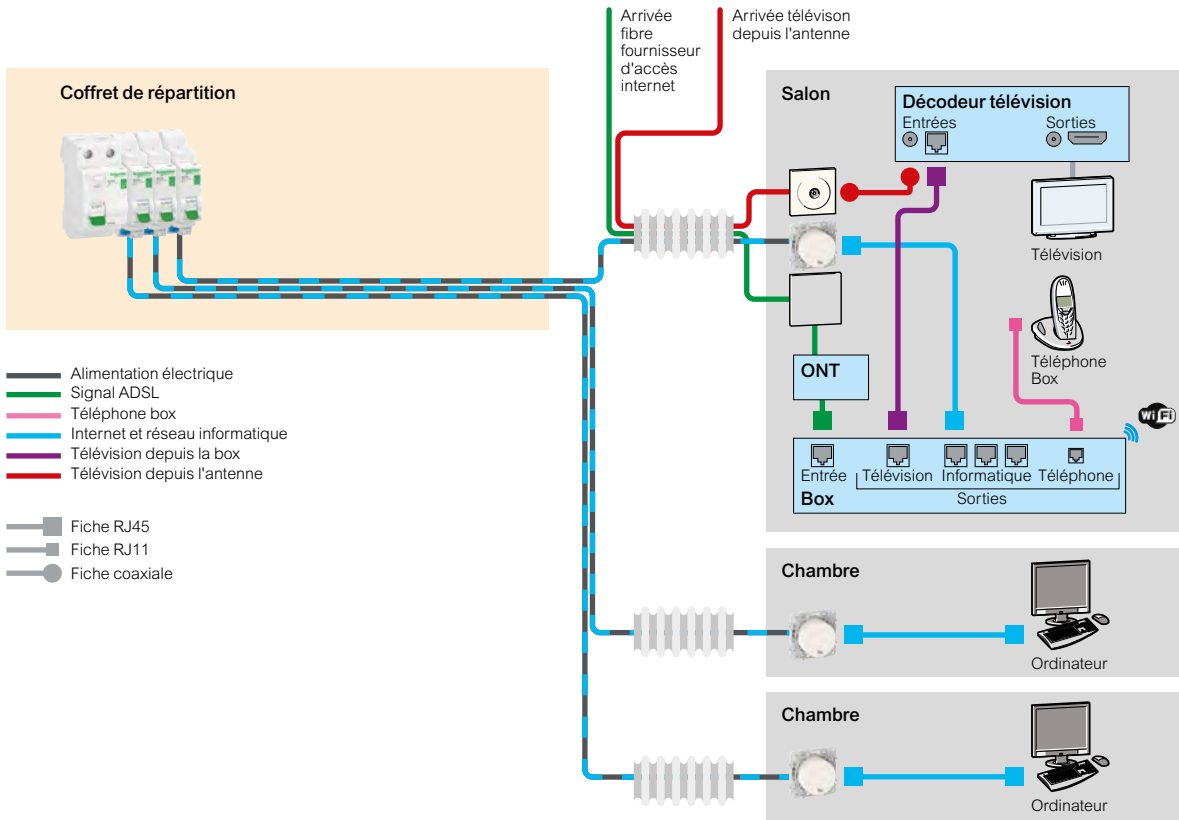 Arrivée
fibre
fournisseur
d'accès
internet
Arrivée télévison
depuis l'antenne
Coffret de répartition
Salon
Décodeur télévision
Entrées
Sorties
Télévision
Téléphone
Box
ONT
Wi Fi
Entrée
Télévision
Informatique
Téléphone
Box
Sorties
Alimentation électrique
Signal ADSL
Téléphone box
Internet et réseau informatique
Télévision depuis la box
Télévision depuis l'antenne
Fiche RJ45
Fiche RJ11
Fiche coaxiale
Chambre
Ordinateur
Chambre
Ordinateur